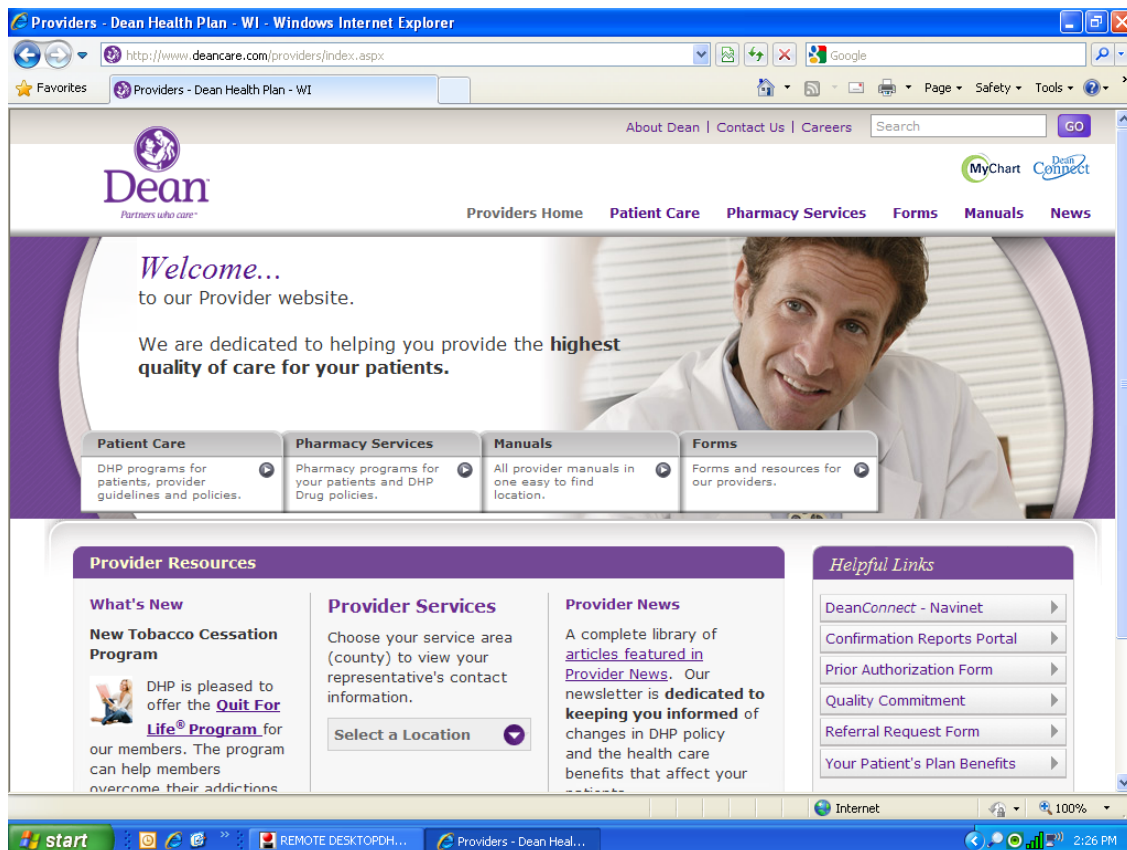 Providers - Dean Health Plan - WI - Windows Internet Explorer
http://www.deancare.com/providers/index.aspx
Google
Favorites
Providers - Dean Health Plan - WI
Page
Safety
Tools
About Dean | Contact Us | Careers
Search
GO
Dean
Partners who care
MyChart
Dean Connect
Providers Home
Patient Care
Pharmacy Services
Forms
Manuals
News
Welcome...
to our Provider website.
We are dedicated to helping you provide the highest
quality of care for your patients.
Patient Care
DHP programs for
patients, provider
guidelines and policies.
Pharmacy Services
Pharmacy programs for
your patients and DHP
Drug policies.
Manuals
All provider manuals in
one easy to find
location.
Forms
Forms and resources for
our providers.
Provider Resources
What's New
New Tobacco Cessation
Program
DHP is pleased to
offer the Quit For
Life® Program for
our members. The program
can help members
overcome their addictions
Provider Services
Choose your service area
(county) to view your
representative's contact
information.
Select a Location
Provider News
A complete library of
articles featured in
Provider News. Our
newsletter is dedicated to
keeping you informed of
changes in DHP policy
and the health care
benefits that affect your
Helpful Links
DeanConnect - Navinet
Confirmation Reports Portal
Prior Authorization Form
Quality Commitment
Referral Request Form
Your Patient's Plan Benefits
Internet
100%
start
REMOTE DESKTOPDH...
Providers - Dean Heal...
2:26 PM